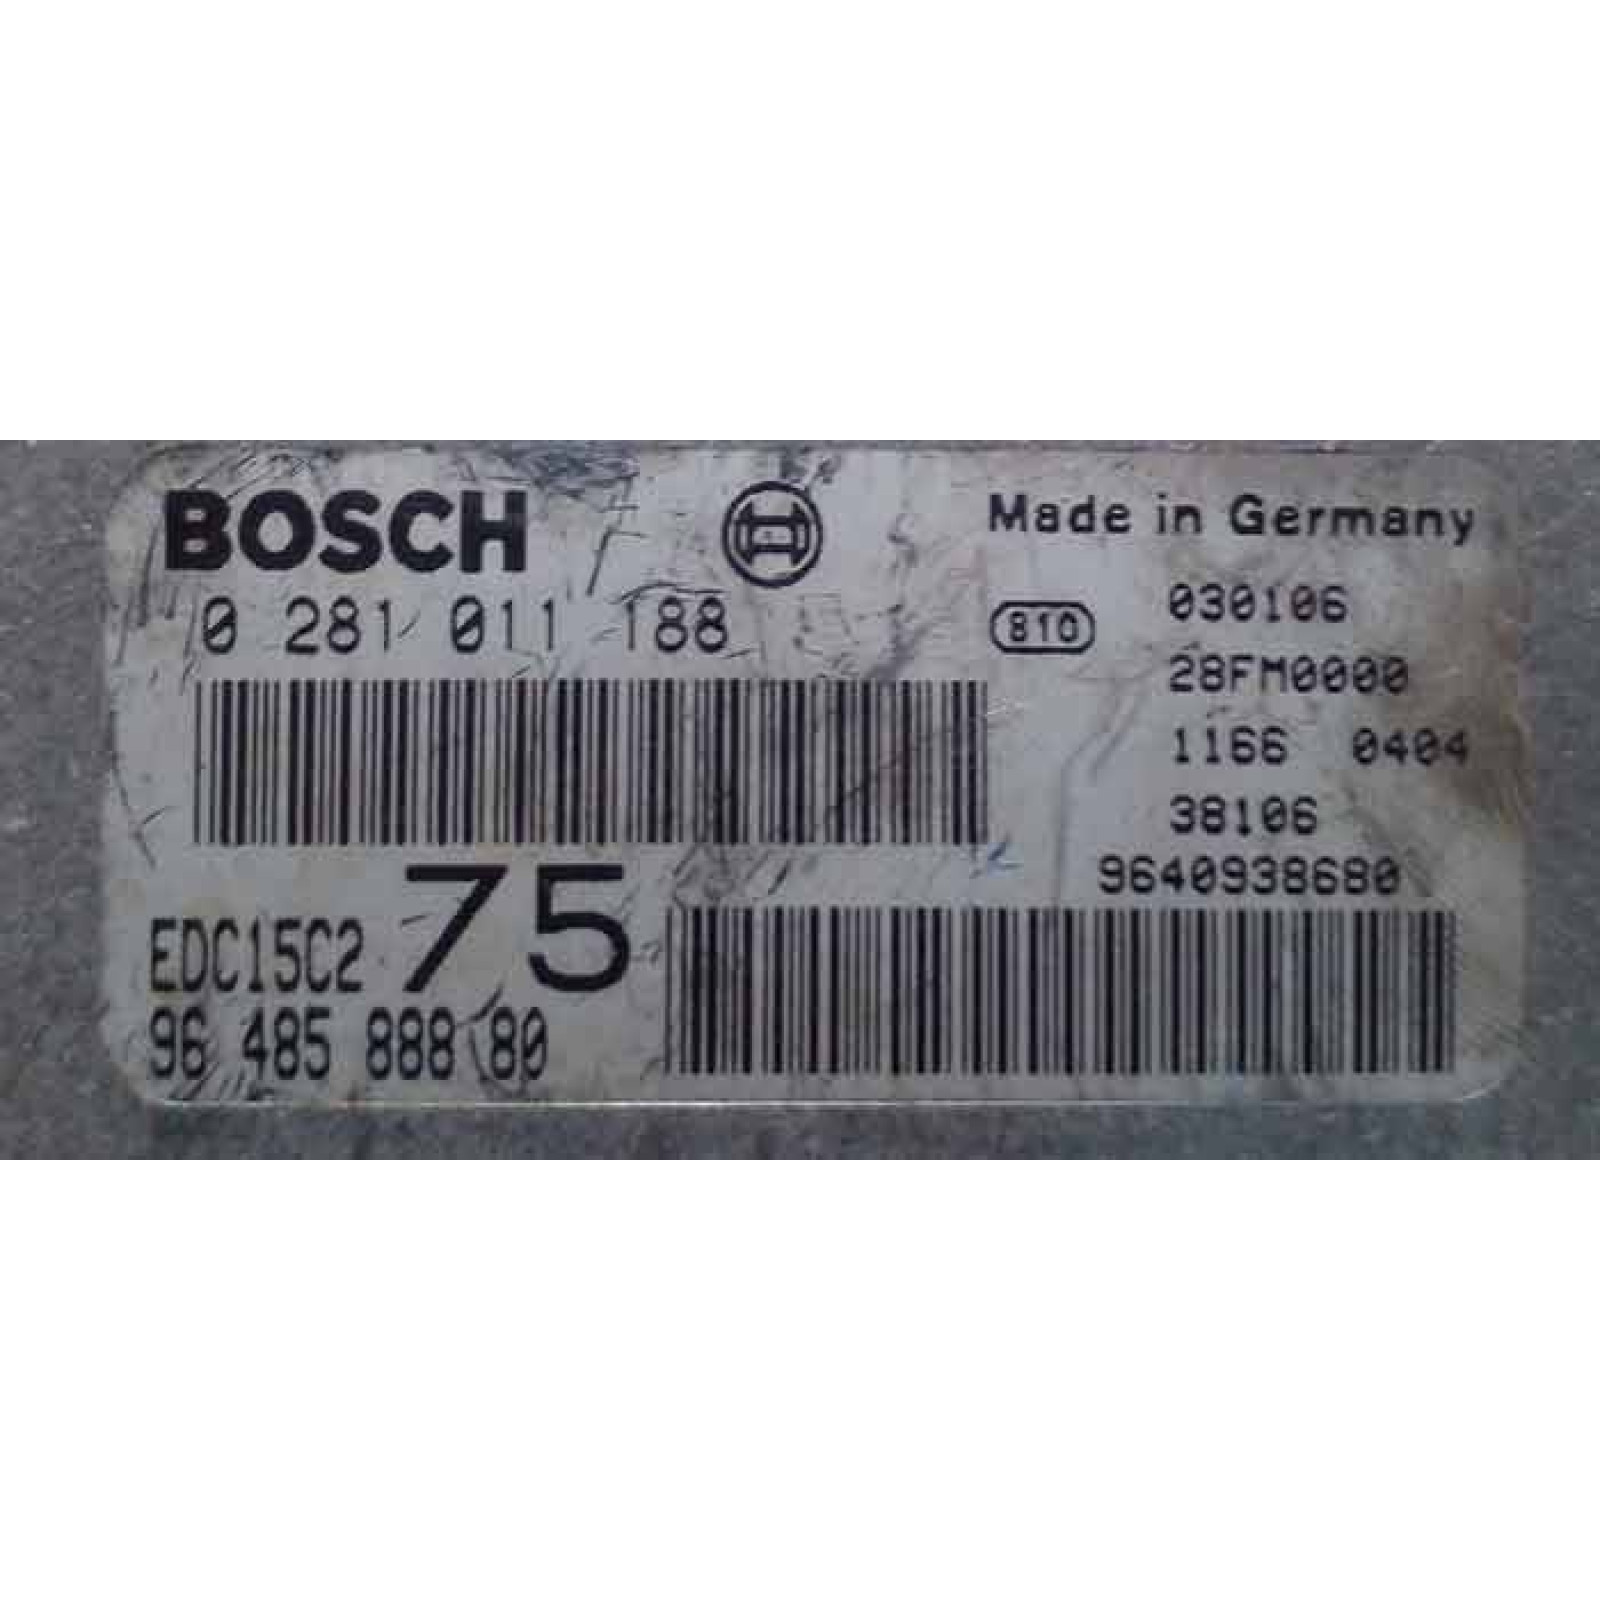 BOSCH
Made in Germany
0 281 011 188
810
030106
28FM0000
1166 0404
38106
9640938680
EDC15C2 75
96 485 888 80